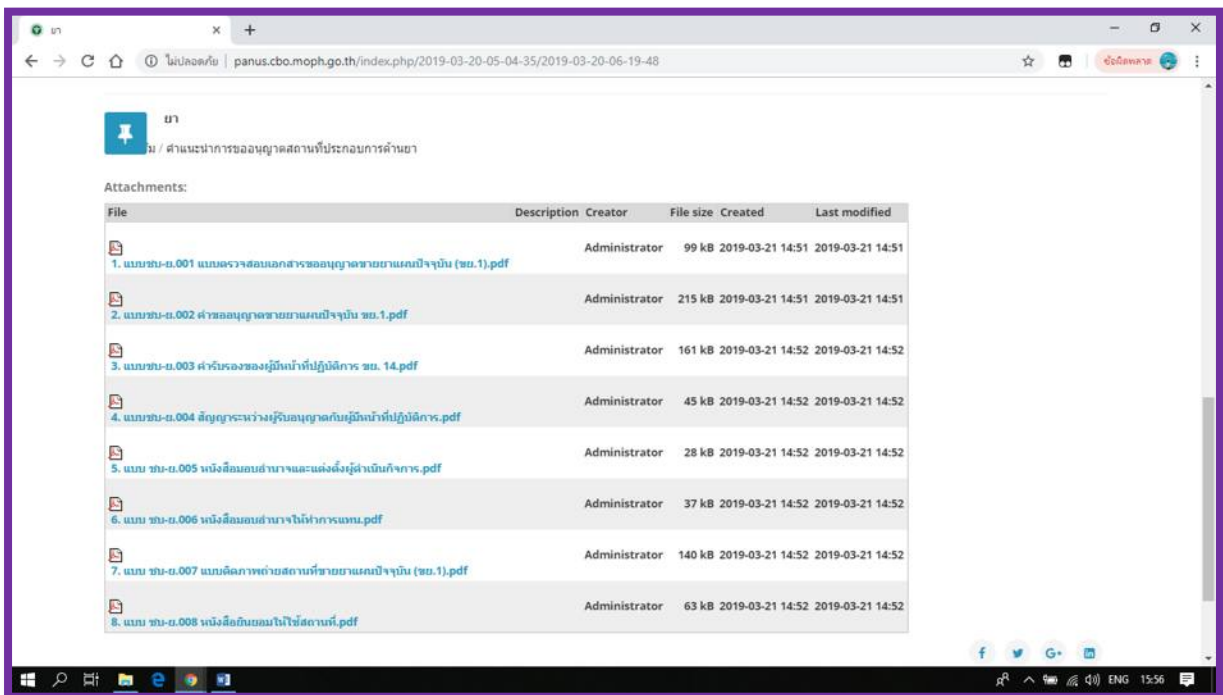 ยา
ไม่ปลอดภัย | panus.cbo.moph.go.th/index.php/2019-03-20-05-04-35/2019-03-20-06-19-48
ข้อผิดพลาด
ยา
ม / คำแนะนำการขออนุญาตสถานที่ประกอบการด้านยา
Attachments:
File Description Creator File size Created Last modified
Administrator 99 kB 2019-03-21 14:51 2019-03-21 14:51
1. แบบชบ-ย.001 แบบตรวจสอบเอกสารขออนุญาตขายยาแผนปัจจุบัน (ขย.1).pdf
Administrator 215 kB 2019-03-21 14:51 2019-03-21 14:51
2. แบบชบ-ย.002 คำขออนุญาตขายยาแผนปัจจุบัน ขย.1.pdf
Administrator 161 kB 2019-03-21 14:52 2019-03-21 14:52
3. แบบชบ-ย.003 คำรับรองของผู้มีหน้าที่ปฏิบัติการ ขย. 14.pdf
Administrator 45 kB 2019-03-21 14:52 2019-03-21 14:52
4. แบบชบ-ย.004 สัญญาระหว่างผู้รับอนุญาตกับผู้มีหน้าที่ปฏิบัติการ.pdf
Administrator 28 kB 2019-03-21 14:52 2019-03-21 14:52
5. แบบ ชบ-ย.005 หนังสือมอบอำนาจและแต่งตั้งผู้ดำเนินกิจการ.pdf
Administrator 37 kB 2019-03-21 14:52 2019-03-21 14:52
6. แบบ ชบ-ย.006 หนังสือมอบอำนาจให้ทำการแทน.pdf
Administrator 140 kB 2019-03-21 14:52 2019-03-21 14:52
7. แบบ ชบ-ย.007 แบบติดภาพถ่ายสถานที่ขายยาแผนปัจจุบัน (ขย.1).pdf
Administrator 63 kB 2019-03-21 14:52 2019-03-21 14:52
8. แบบ ชบ-ย.008 หนังสือยินยอมให้ใช้สถานที่.pdf
ENG 15:56